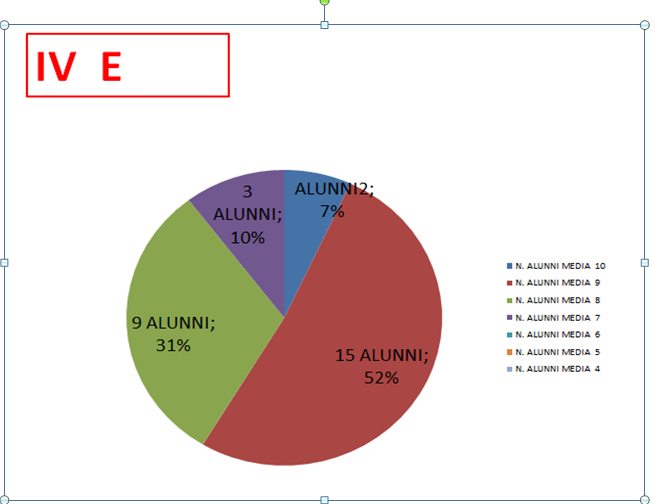 IV E
3
ALUNNI;
10%
ALUNNI2;
7%
9 ALUNNI;
31%
15 ALUNNI;
52%
N. ALUNNI MEDIA 10
N. ALUNNI MEDIA 9
N. ALUNNI MEDIA 8
N. ALUNNI MEDIA 7
N. ALUNNI MEDIA 6
N. ALUNNI MEDIA 5
N. ALUNNI MEDIA 4